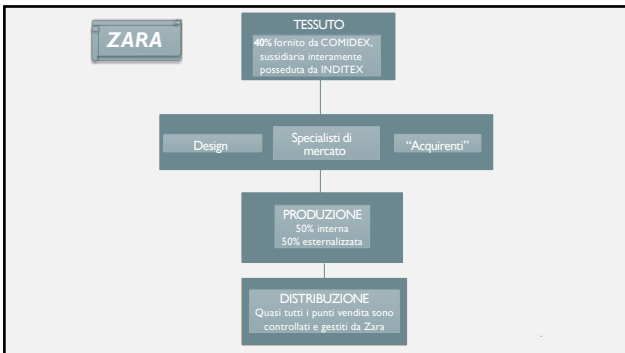 ZARA
TESSUTO
40% fornito da COMIDEX,
sussidiaria interamente
posseduta da INDITEX
Design
Specialisti di
mercato
“Acquirenti”
PRODUZIONE
50% interna
50% esternalizzata
DISTRIBUZIONE
Quasi tutti i punti vendita sono
controllati e gestiti da Zara